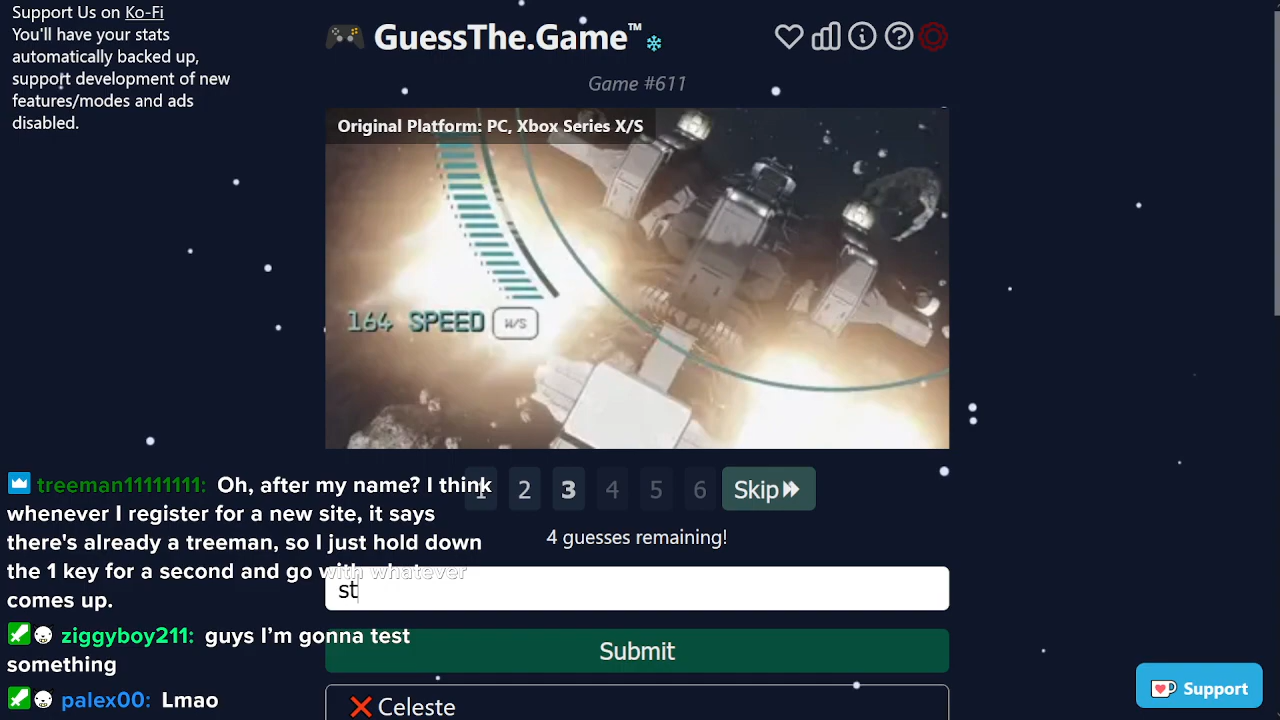 Support Us on Ko-Fi
You'll have your stats
automatically backed up,
support development of new
features/modes and ads
disabled.
GuessThe.Game™
Game #611
Original Platform: PC, Xbox Series X/S
164 SPEED M/S
1 2 3 4 5 6 Skip
4 guesses remaining!
st
Submit
Celeste
treeman11111111: Oh, after my name? I think
whenever I register for a new site, it says
there's already a treeman, so I just hold down
the 1 key for a second and go with whatever
comes up.
ziggyboy211: guys I'm gonna test
something
palex00: Lmao
Support